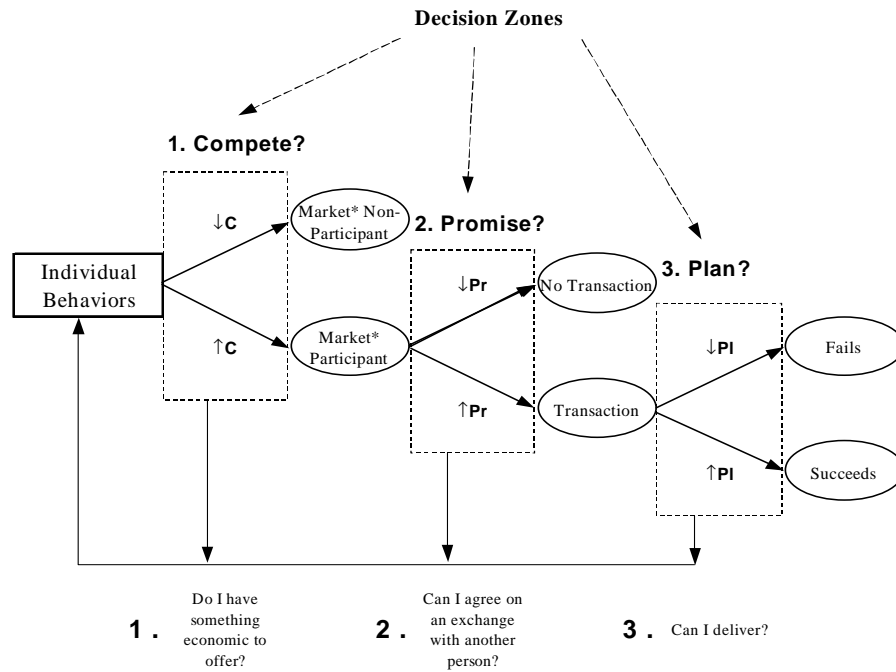 Decision Zones
1. Compete?
↓C
Market* Non-
Participant
2. Promise?
Individual
Behaviors
↓Pr
No Transaction
3. Plan?
↑C
Market*
Participant
↓Pl
Fails
↑Pr
Transaction
↑Pl
Succeeds
1 .
Do I have
something
economic to
offer?
2 .
Can I agree on
an exchange
with another
person?
3 .
Can I deliver?